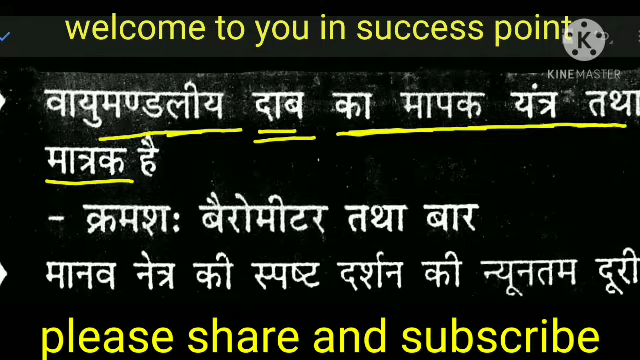 welcome to you in success point
KINEMASTER
वायुमण्डलीय दाब का मापक यंत्र तथा
मात्रक है
- क्रमशः बैरोमीटर तथा बार
मानव नेत्र की स्पष्ट दर्शन की न्यूनतम दूरी
please share and subscribe